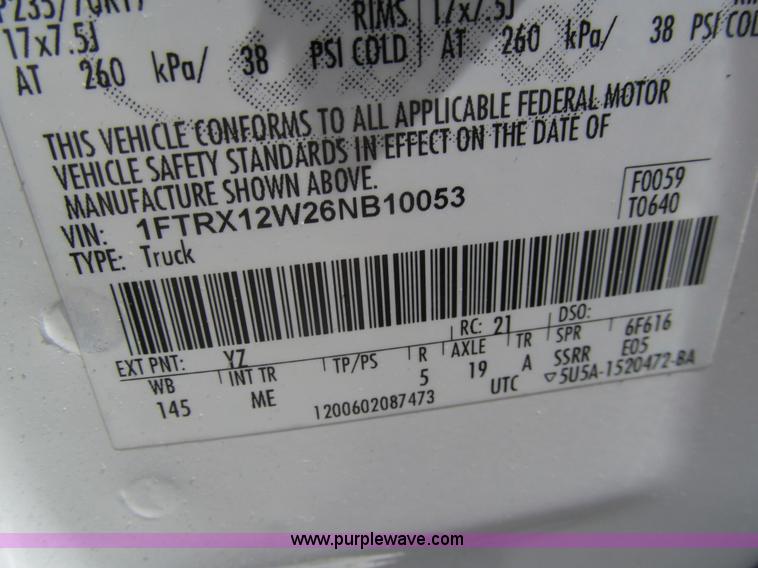 RIMS
17x7.5J 17x7.5J
AT 260 kPa/ 38 PSI COLD AT 260 kPa/ 38 PSI COL
THIS VEHICLE CONFORMS TO ALL APPLICABLE FEDERAL MOTOR
VEHICLE SAFETY STANDARDS IN EFFECT ON THE DATE OF
MANUFACTURE SHOWN ABOVE.
VIN: 1FTRX12W26NB10053
F0059
TYPE: Truck
T0640
EXT PNT: YZ RC: 21 DSO:
WB INT TR TP/PS R AXLE TR SPR 6F616
145 ME 5 19 A SSRR E05
1200602087473 UTC ▽5U5A-1520472-BA
www.purplewave.com